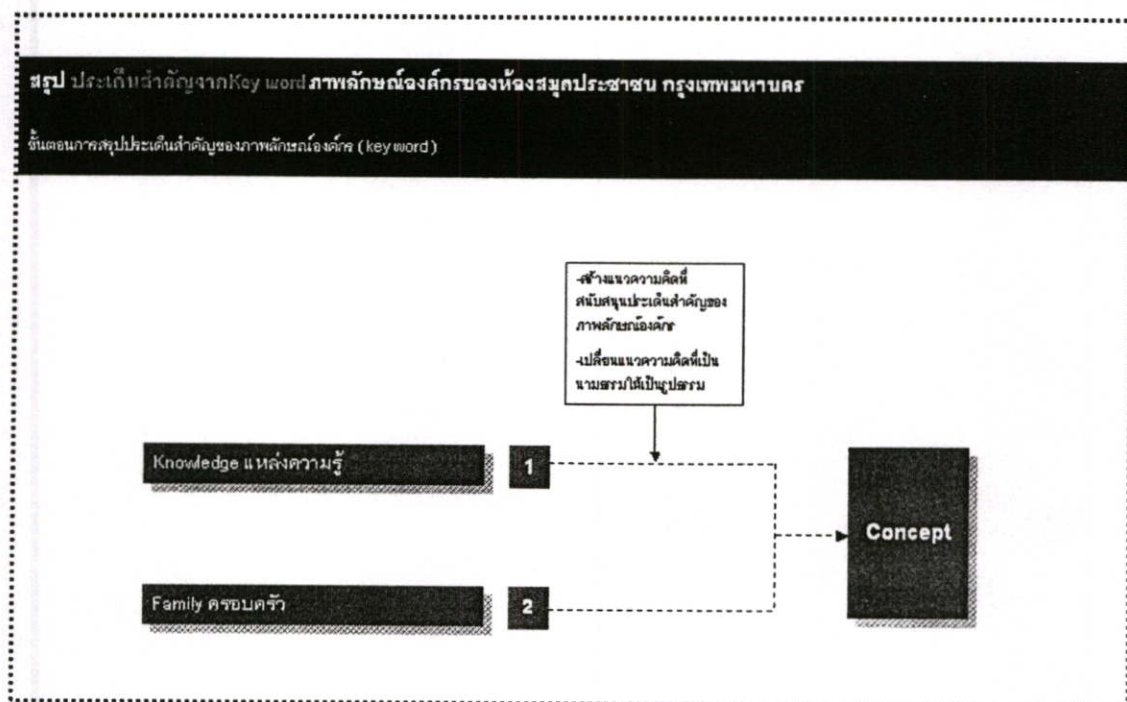 สรุป ประเด็นสำคัญจากKey word ภาพลักษณ์องค์กรของห้องสมุดประชาชน กรุงเทพมหานคร
ขั้นตอนการสรุปประเด็นสำคัญของภาพลักษณ์องค์กร (key word)
-สร้างแนวความคิดที่
สนับสนุนประเด็นสำคัญของ
ภาพลักษณ์องค์กร
-เปลี่ยนแนวความคิดที่เป็น
นามธรรมให้เป็นรูปธรรม
Knowledge แหล่งความรู้
1
Concept
Family ครอบครัว
2